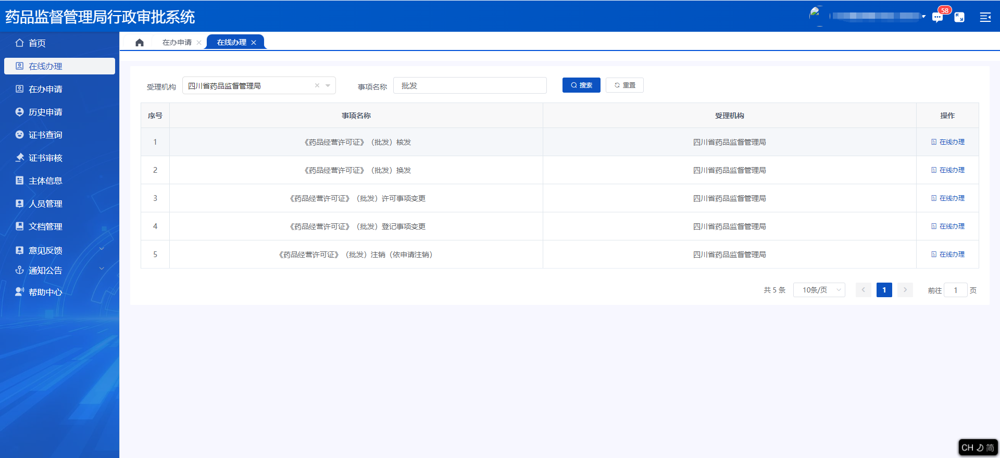 药品监督管理局行政审批系统
58
首页
在线办理
在办申请
历史申请
证书查询
证书审核
主体信息
人员管理
文档管理
意见反馈
通知公告
帮助中心
在办申请 在线办理
受理机构 四川省药品监督管理局 事项名称 批发 搜索 重置
序号 事项名称 受理机构 操作
1 《药品经营许可证》（批发）核发 四川省药品监督管理局 在线办理
2 《药品经营许可证》（批发）换发 四川省药品监督管理局 在线办理
3 《药品经营许可证》（批发）许可事项变更 四川省药品监督管理局 在线办理
4 《药品经营许可证》（批发）登记事项变更 四川省药品监督管理局 在线办理
5 《药品经营许可证》（批发）注销（依申请注销） 四川省药品监督管理局 在线办理
共 5 条 10条/页 1 前往 1 页
CH 简